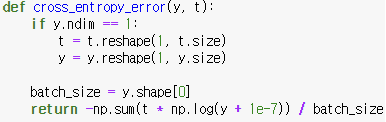 def cross_entropy_error(y, t):
    if y.ndim == 1:
        t = t.reshape(1, t.size)
        y = y.reshape(1, y.size)

    batch_size = y.shape[0]
    return -np.sum(t * np.log(y + 1e-7)) / batch_size